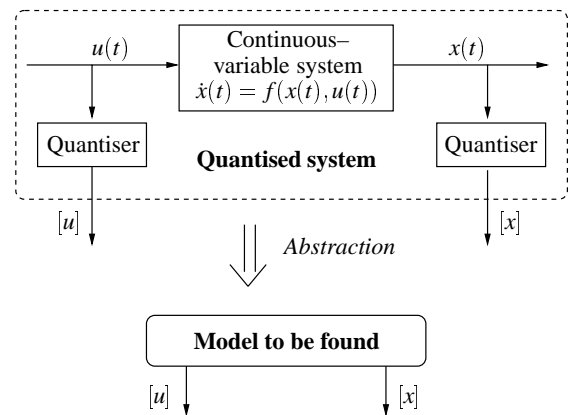 u(t)
Continuous–
variable system
ẋ(t) = f(x(t),u(t))
x(t)
Quantiser
Quantised system
Quantiser
[u]
[x]
Abstraction
Model to be found
[u]
[x]